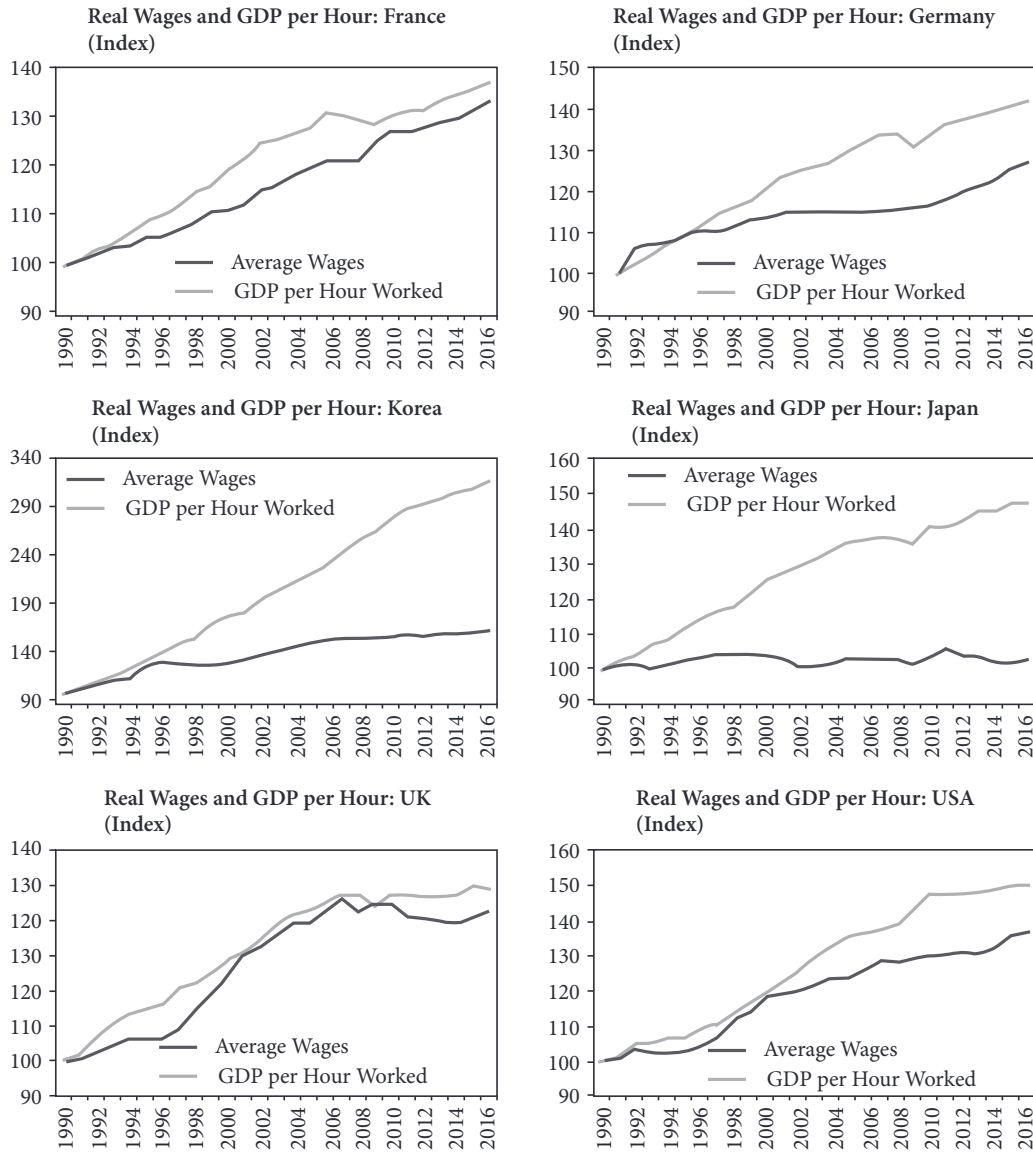 Real Wages and GDP per Hour: France
(Index)
140
130
120
110
100
90
Average Wages
GDP per Hour Worked
1990 1992 1994 1996 1998 2000 2002 2004 2006 2008 2010 2012 2014 2016
Real Wages and GDP per Hour: Germany
(Index)
150
140
130
120
110
100
90
Average Wages
GDP per Hour Worked
1990 1992 1994 1996 1998 2000 2002 2004 2006 2008 2010 2012 2014 2016
Real Wages and GDP per Hour: Korea
(Index)
340
290
240
190
140
90
Average Wages
GDP per Hour Worked
1990 1992 1994 1996 1998 2000 2002 2004 2006 2008 2010 2012 2014 2016
Real Wages and GDP per Hour: Japan
(Index)
160
150
140
130
120
110
100
90
Average Wages
GDP per Hour Worked
1990 1992 1994 1996 1998 2000 2002 2004 2006 2008 2010 2012 2014 2016
Real Wages and GDP per Hour: UK
(Index)
140
130
120
130
120
110
100
90
Average Wages
GDP per Hour Worked
1990 1992 1994 1996 1998 2000 2002 2004 2006 2008 2010 2012 2014 2016
Real Wages and GDP per Hour: USA
(Index)
160
150
140
130
120
110
100
90
Average Wages
GDP per Hour Worked
1990 1992 1994 1996 1998 2000 2002 2004 2006 2008 2010 2012 2014 2016